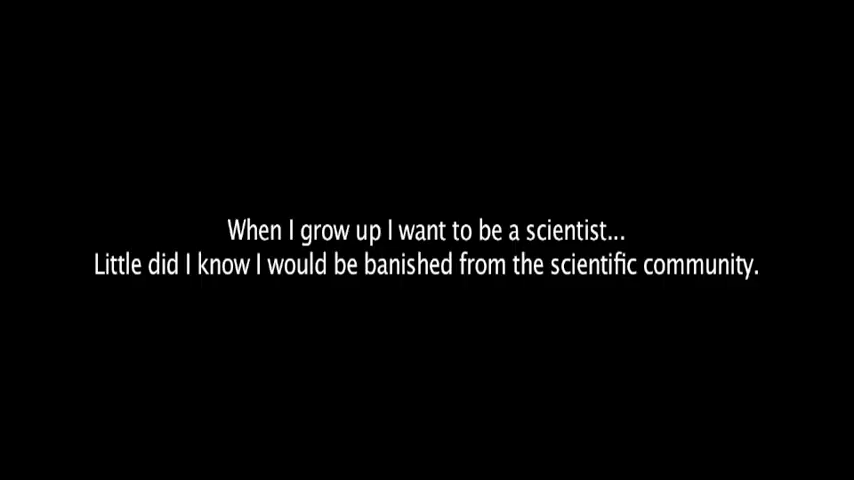 When I grow up I want to be a scientist...
Little did I know I would be banished from the scientific community.